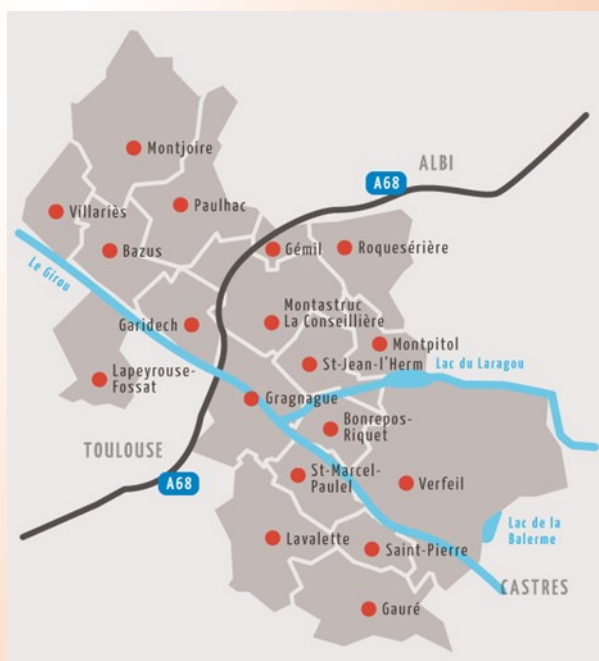 Montjoire
ALBI
A68
Villariès
Paulhac
Bazus
Gémil
Roquesérière
Le Girou
Montastruc
La Conseillière
Garidech
Montpitol
St-Jean-l'Herm
Lac du Laragou
Lapeyrouse-
Fossat
Gragnague
Bonrepos-
Riquet
TOULOUSE
A68
St-Marcel-
Paulel
Verfeil
Lac de la
Balerme
Lavalette
Saint-Pierre
CASTRES
Gauré